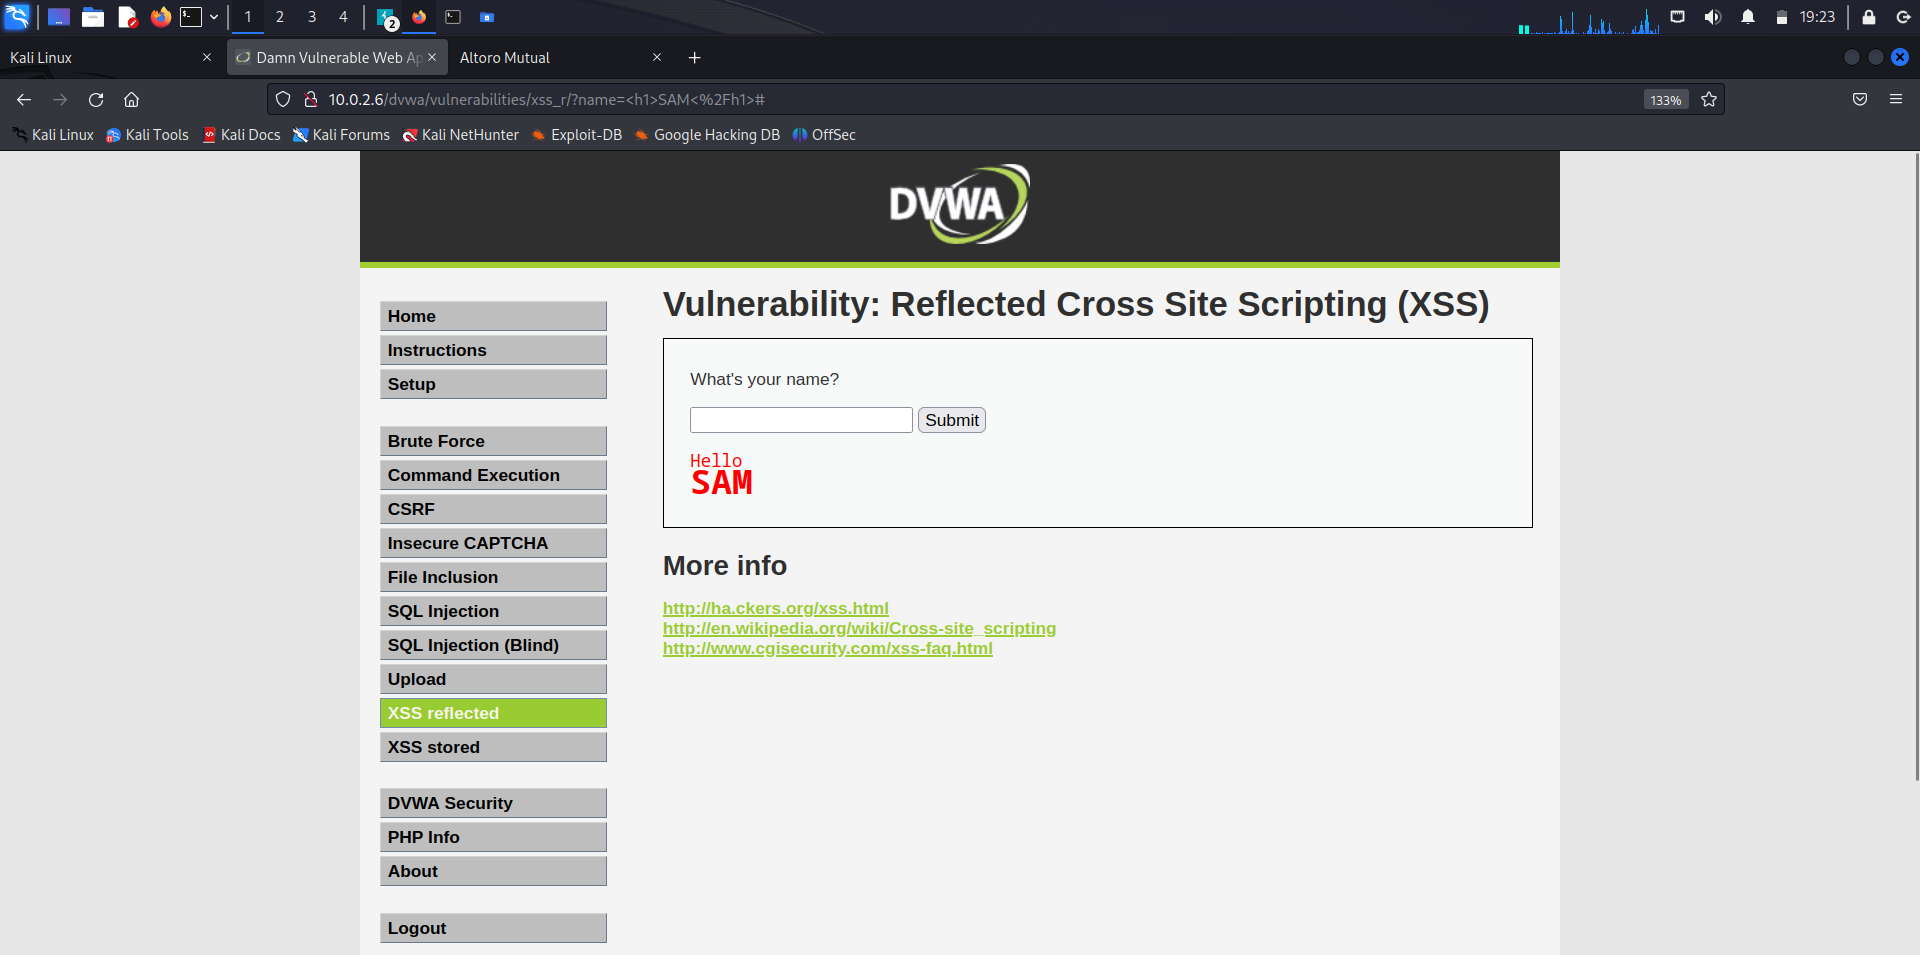 1 2 3 4 2 19:23
Kali Linux Damn Vulnerable Web Ap Altoro Mutual
10.0.2.6/dvwa/vulnerabilities/xss_r/?name=<h1>SAM<%2Fh1># 133%
Kali Linux Kali Tools Kali Docs Kali Forums Kali NetHunter Exploit-DB Google Hacking DB OffSec
DVWA
Home
Instructions
Setup
Brute Force
Command Execution
CSRF
Insecure CAPTCHA
File Inclusion
SQL Injection
SQL Injection (Blind)
Upload
XSS reflected
XSS stored
DVWA Security
PHP Info
About
Logout
Vulnerability: Reflected Cross Site Scripting (XSS)
What's your name?
Submit
Hello
SAM
More info
http://ha.ckers.org/xss.html
http://en.wikipedia.org/wiki/Cross-site_scripting
http://www.cgisecurity.com/xss-faq.html